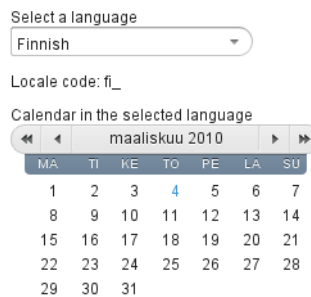 Select a language
Finnish
Locale code: fi_
Calendar in the selected language
maaliskuu 2010
MA TI KE TO PE LA SU
1 2 3 4 5 6 7
8 9 10 11 12 13 14
15 16 17 18 19 20 21
22 23 24 25 26 27 28
29 30 31